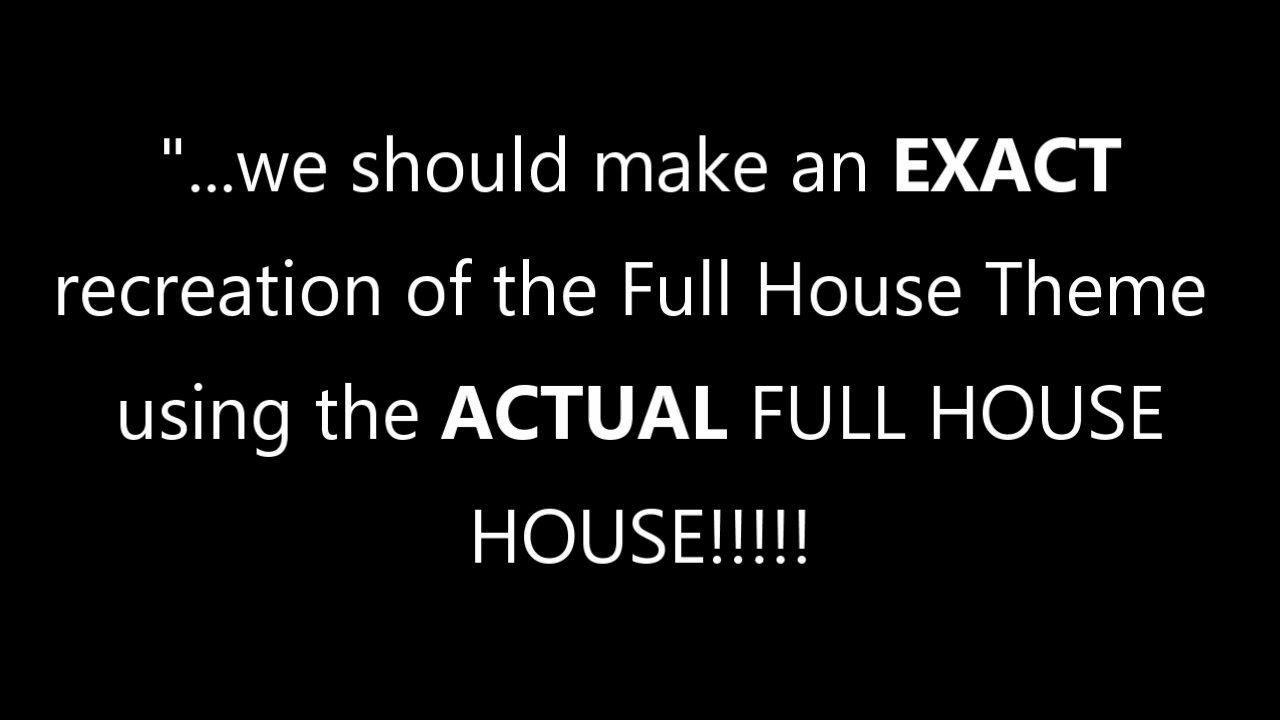 "...we should make an EXACT
recreation of the Full House Theme
using the ACTUAL FULL HOUSE
HOUSE!!!!!